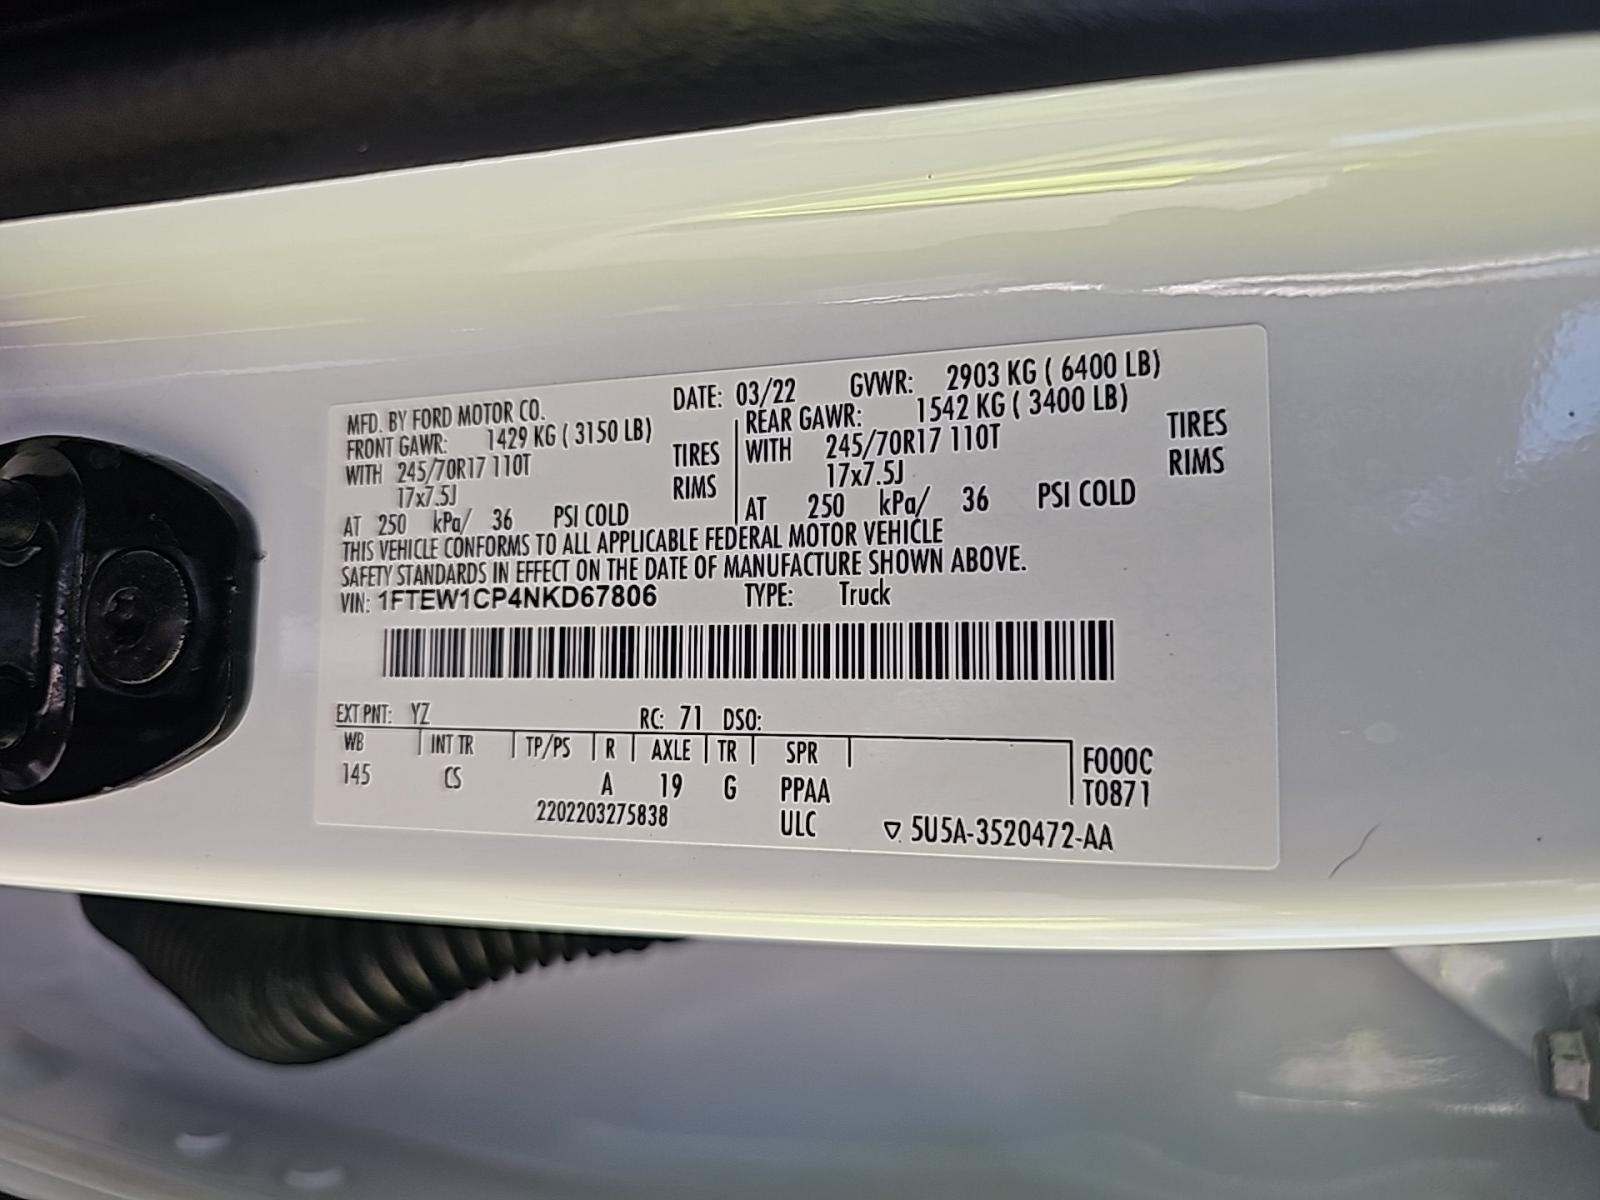 MFD. BY FORD MOTOR CO. DATE: 03/22 GVWR: 2903 KG ( 6400 LB)
FRONT GAWR: 1429 KG ( 3150 LB) REAR GAWR: 1542 KG ( 3400 LB)
WITH 245/70R17 110T TIRES WITH 245/70R17 110T TIRES
17x7.5J RIMS 17x7.5J RIMS
AT 250 kPa/ 36 PSI COLD AT 250 kPa/ 36 PSI COLD
THIS VEHICLE CONFORMS TO ALL APPLICABLE FEDERAL MOTOR VEHICLE
SAFETY STANDARDS IN EFFECT ON THE DATE OF MANUFACTURE SHOWN ABOVE.
VIN: 1FTEW1CP4NKD67806 TYPE: Truck
EXT PNT: YZ RC: 71 DSO:
WB INT TR TP/PS R AXLE TR SPR F000C
145 CS A 19 G PPAA T0871
2202203275838 ULC ▽ 5U5A-3520472-AA